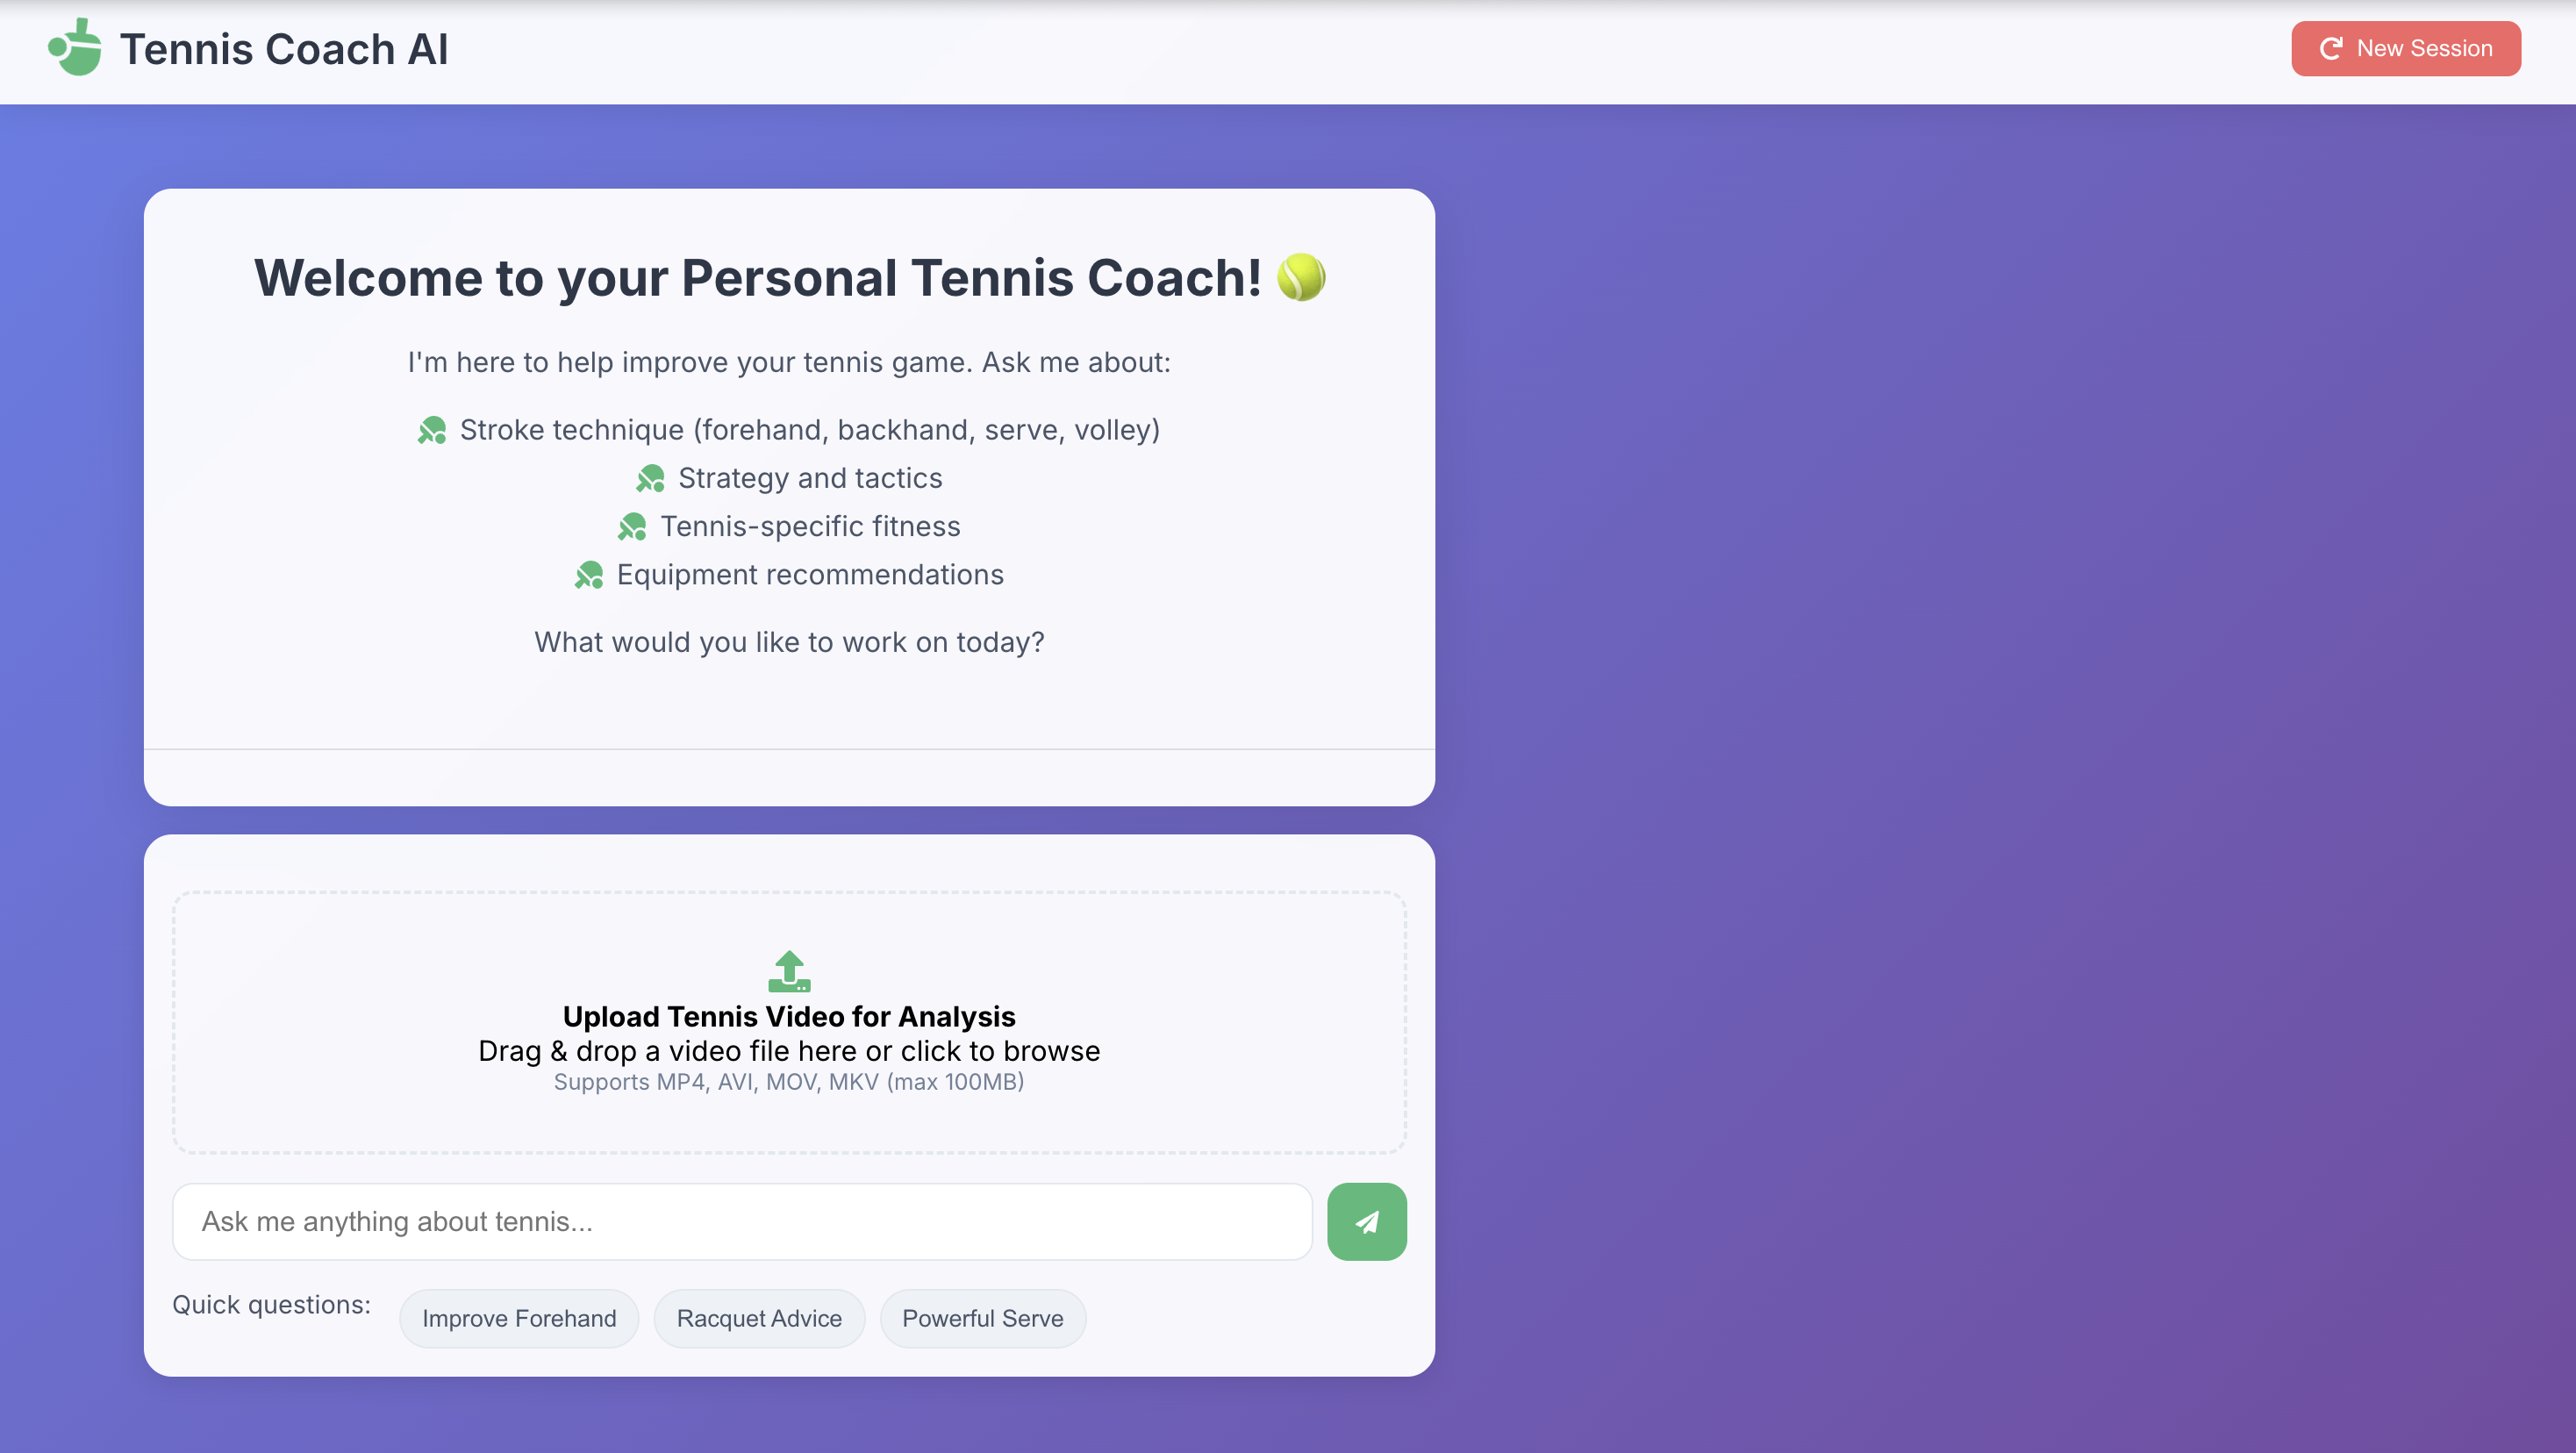 Tennis Coach AI
New Session
Welcome to your Personal Tennis Coach! 🎾
I'm here to help improve your tennis game. Ask me about:
Stroke technique (forehand, backhand, serve, volley)
Strategy and tactics
Tennis-specific fitness
Equipment recommendations
What would you like to work on today?
Upload Tennis Video for Analysis
Drag & drop a video file here or click to browse
Supports MP4, AVI, MOV, MKV (max 100MB)
Ask me anything about tennis...
Quick questions: Improve Forehand Racquet Advice Powerful Serve